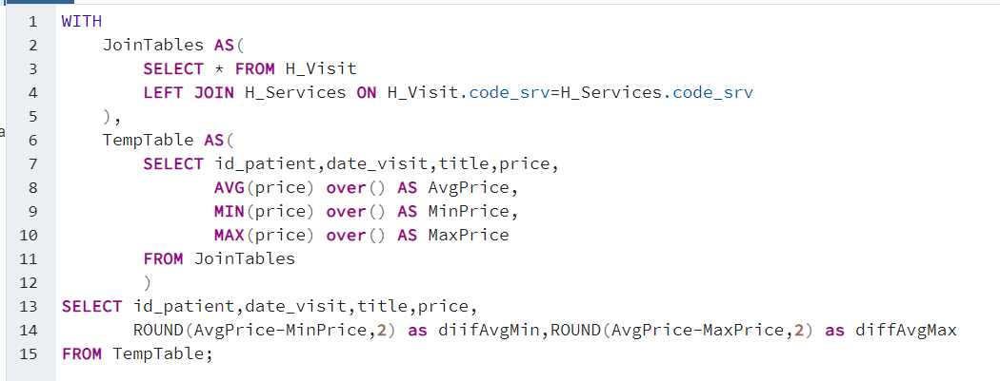 1 WITH
2     JoinTables AS(
3         SELECT * FROM H_Visit
4         LEFT JOIN H_Services ON H_Visit.code_srv=H_Services.code_srv
5     ),
6     TempTable AS(
7         SELECT id_patient,date_visit,title,price,
8                AVG(price) over() AS AvgPrice,
9                MIN(price) over() AS MinPrice,
10                MAX(price) over() AS MaxPrice
11         FROM JoinTables
12         )
13 SELECT id_patient,date_visit,title,price,
14        ROUND(AvgPrice-MinPrice,2) as diifAvgMin,ROUND(AvgPrice-MaxPrice,2) as diffAvgMax
15 FROM TempTable;